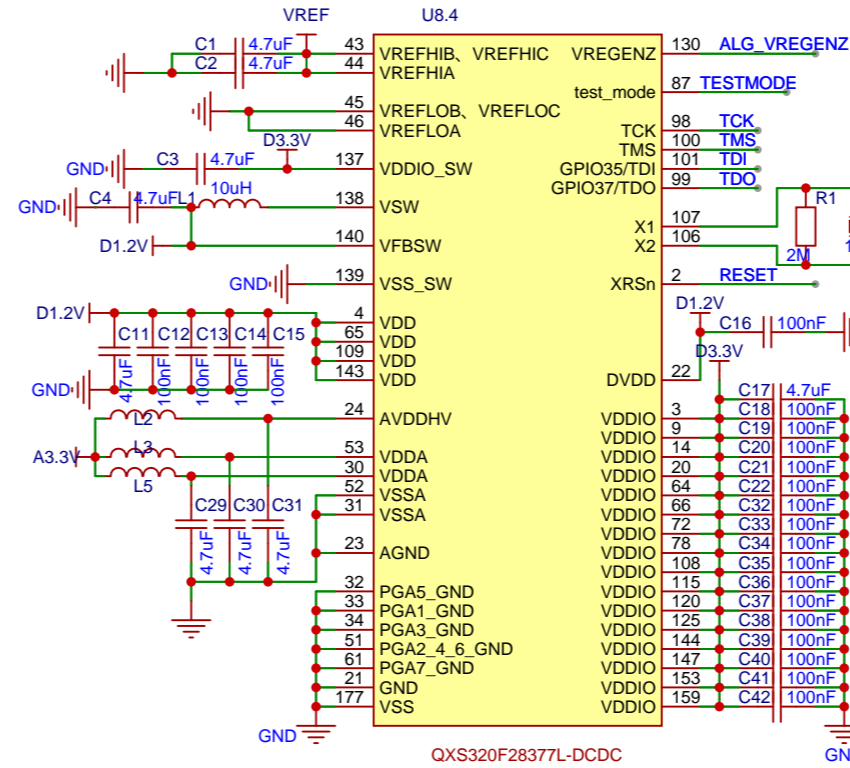 VREF
U8.4
C1 4.7uF 43 VREFHIB、VREFHIC VREGENZ 130 ALG_VREGENZ
C2 4.7uF 44 VREFHIA
test_mode 87 TESTMODE
45 VREFLOB、VREFLOC
46 VREFLOA TCK 98 TCK
D3.3V TMS 100 TMS
GND C3 4.7uF 137 VDDIO_SW GPIO35/TDI 101 TDI
GPIO37/TDO 99 TDO
10uH
GND C4 4.7uF L1 138 VSW
X1 107 R1
D1.2V 140 VFBSW X2 106
2M
GND 139 VSS_SW XRSn 2 RESET
D1.2V
D1.2V 4 VDD C16 100nF
C11 C12 C13 C14 C15 65 VDD
D3.3V
109 VDD
4.7uF 100nF 100nF 100nF 100nF
GND 143 VDD DVDD 22
C17 4.7uF
L2 24 AVDDHV VDDIO 3 C18 100nF
VDDIO 9 C19 100nF
A3.3V L3 53 VDDA VDDIO 14 C20 100nF
L5 30 VDDA VDDIO 20 C21 100nF
52 VSSA VDDIO 64 C22 100nF
C29 C30 C31 31 VSSA VDDIO 66 C32 100nF
VDDIO 72 C33 100nF
4.7uF 4.7uF 4.7uF
23 AGND VDDIO 78 C34 100nF
VDDIO 108 C35 100nF
32 PGA5_GND VDDIO 115 C36 100nF
33 PGA1_GND VDDIO 120 C37 100nF
34 PGA3_GND VDDIO 125 C38 100nF
51 PGA2_4_6_GND VDDIO 144 C39 100nF
61 PGA7_GND VDDIO 147 C40 100nF
21 GND VDDIO 153 C41 100nF
177 VSS VDDIO 159 C42 100nF
GND
QXS320F28377L-DCDC